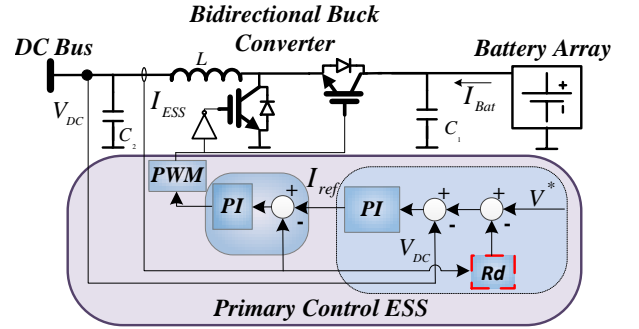 Bidirectional Buck
Converter
DC Bus
L
Battery Array
V_DC
C_2
I_ESS
C_1
I_Bat
+
-
PWM
PI
+
-
I_ref
PI
+
-
V_DC
+
-
V*
Rd
Primary Control ESS